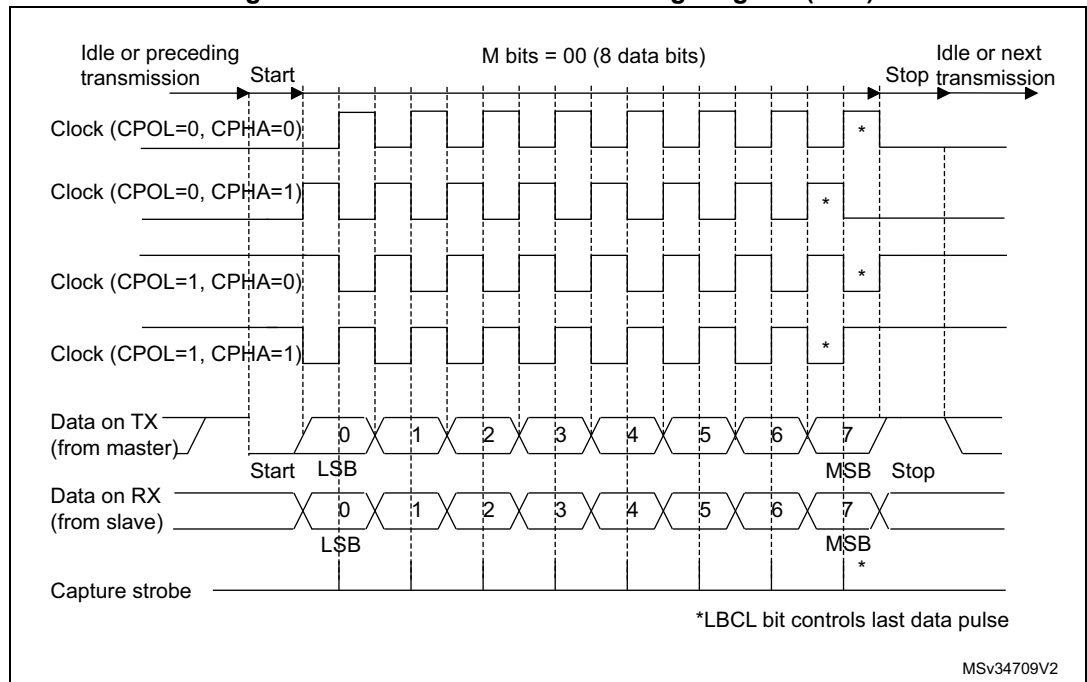 Idle or preceding transmission
Start
M bits = 00 (8 data bits)
Stop
Idle or next transmission
Clock (CPOL=0, CPHA=0)
*
Clock (CPOL=0, CPHA=1)
*
Clock (CPOL=1, CPHA=0)
*
Clock (CPOL=1, CPHA=1)
*
Data on TX (from master)
0 1 2 3 4 5 6 7
Start LSB MSB Stop
Data on RX (from slave)
0 1 2 3 4 5 6 7
LSB MSB
*
Capture strobe
*LBCL bit controls last data pulse
MSv34709V2